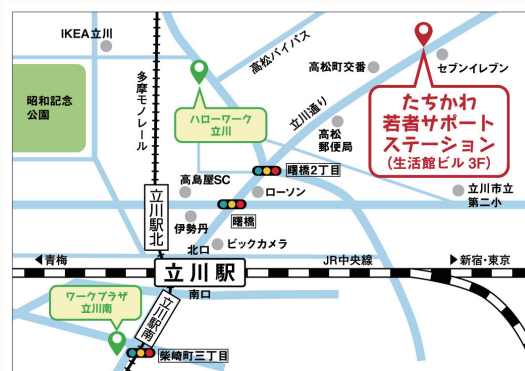 IKEA立川
多摩モノレール
高松バイパス
高松町交番
セブンイレブン
昭和記念
公園
ハローワーク
立川
立川通り
高松
郵便局
たちかわ
若者サポート
ステーション
(生活館ビル 3F)
曙橋2丁目
高島屋SC
ローソン
立川市立
第二小
立川駅北
伊勢丹
曙橋
北口
ビックカメラ
青梅
立川駅
JR中央線
新宿・東京
南口
ワークプラザ
立川南
立川駅南
柴崎町三丁目